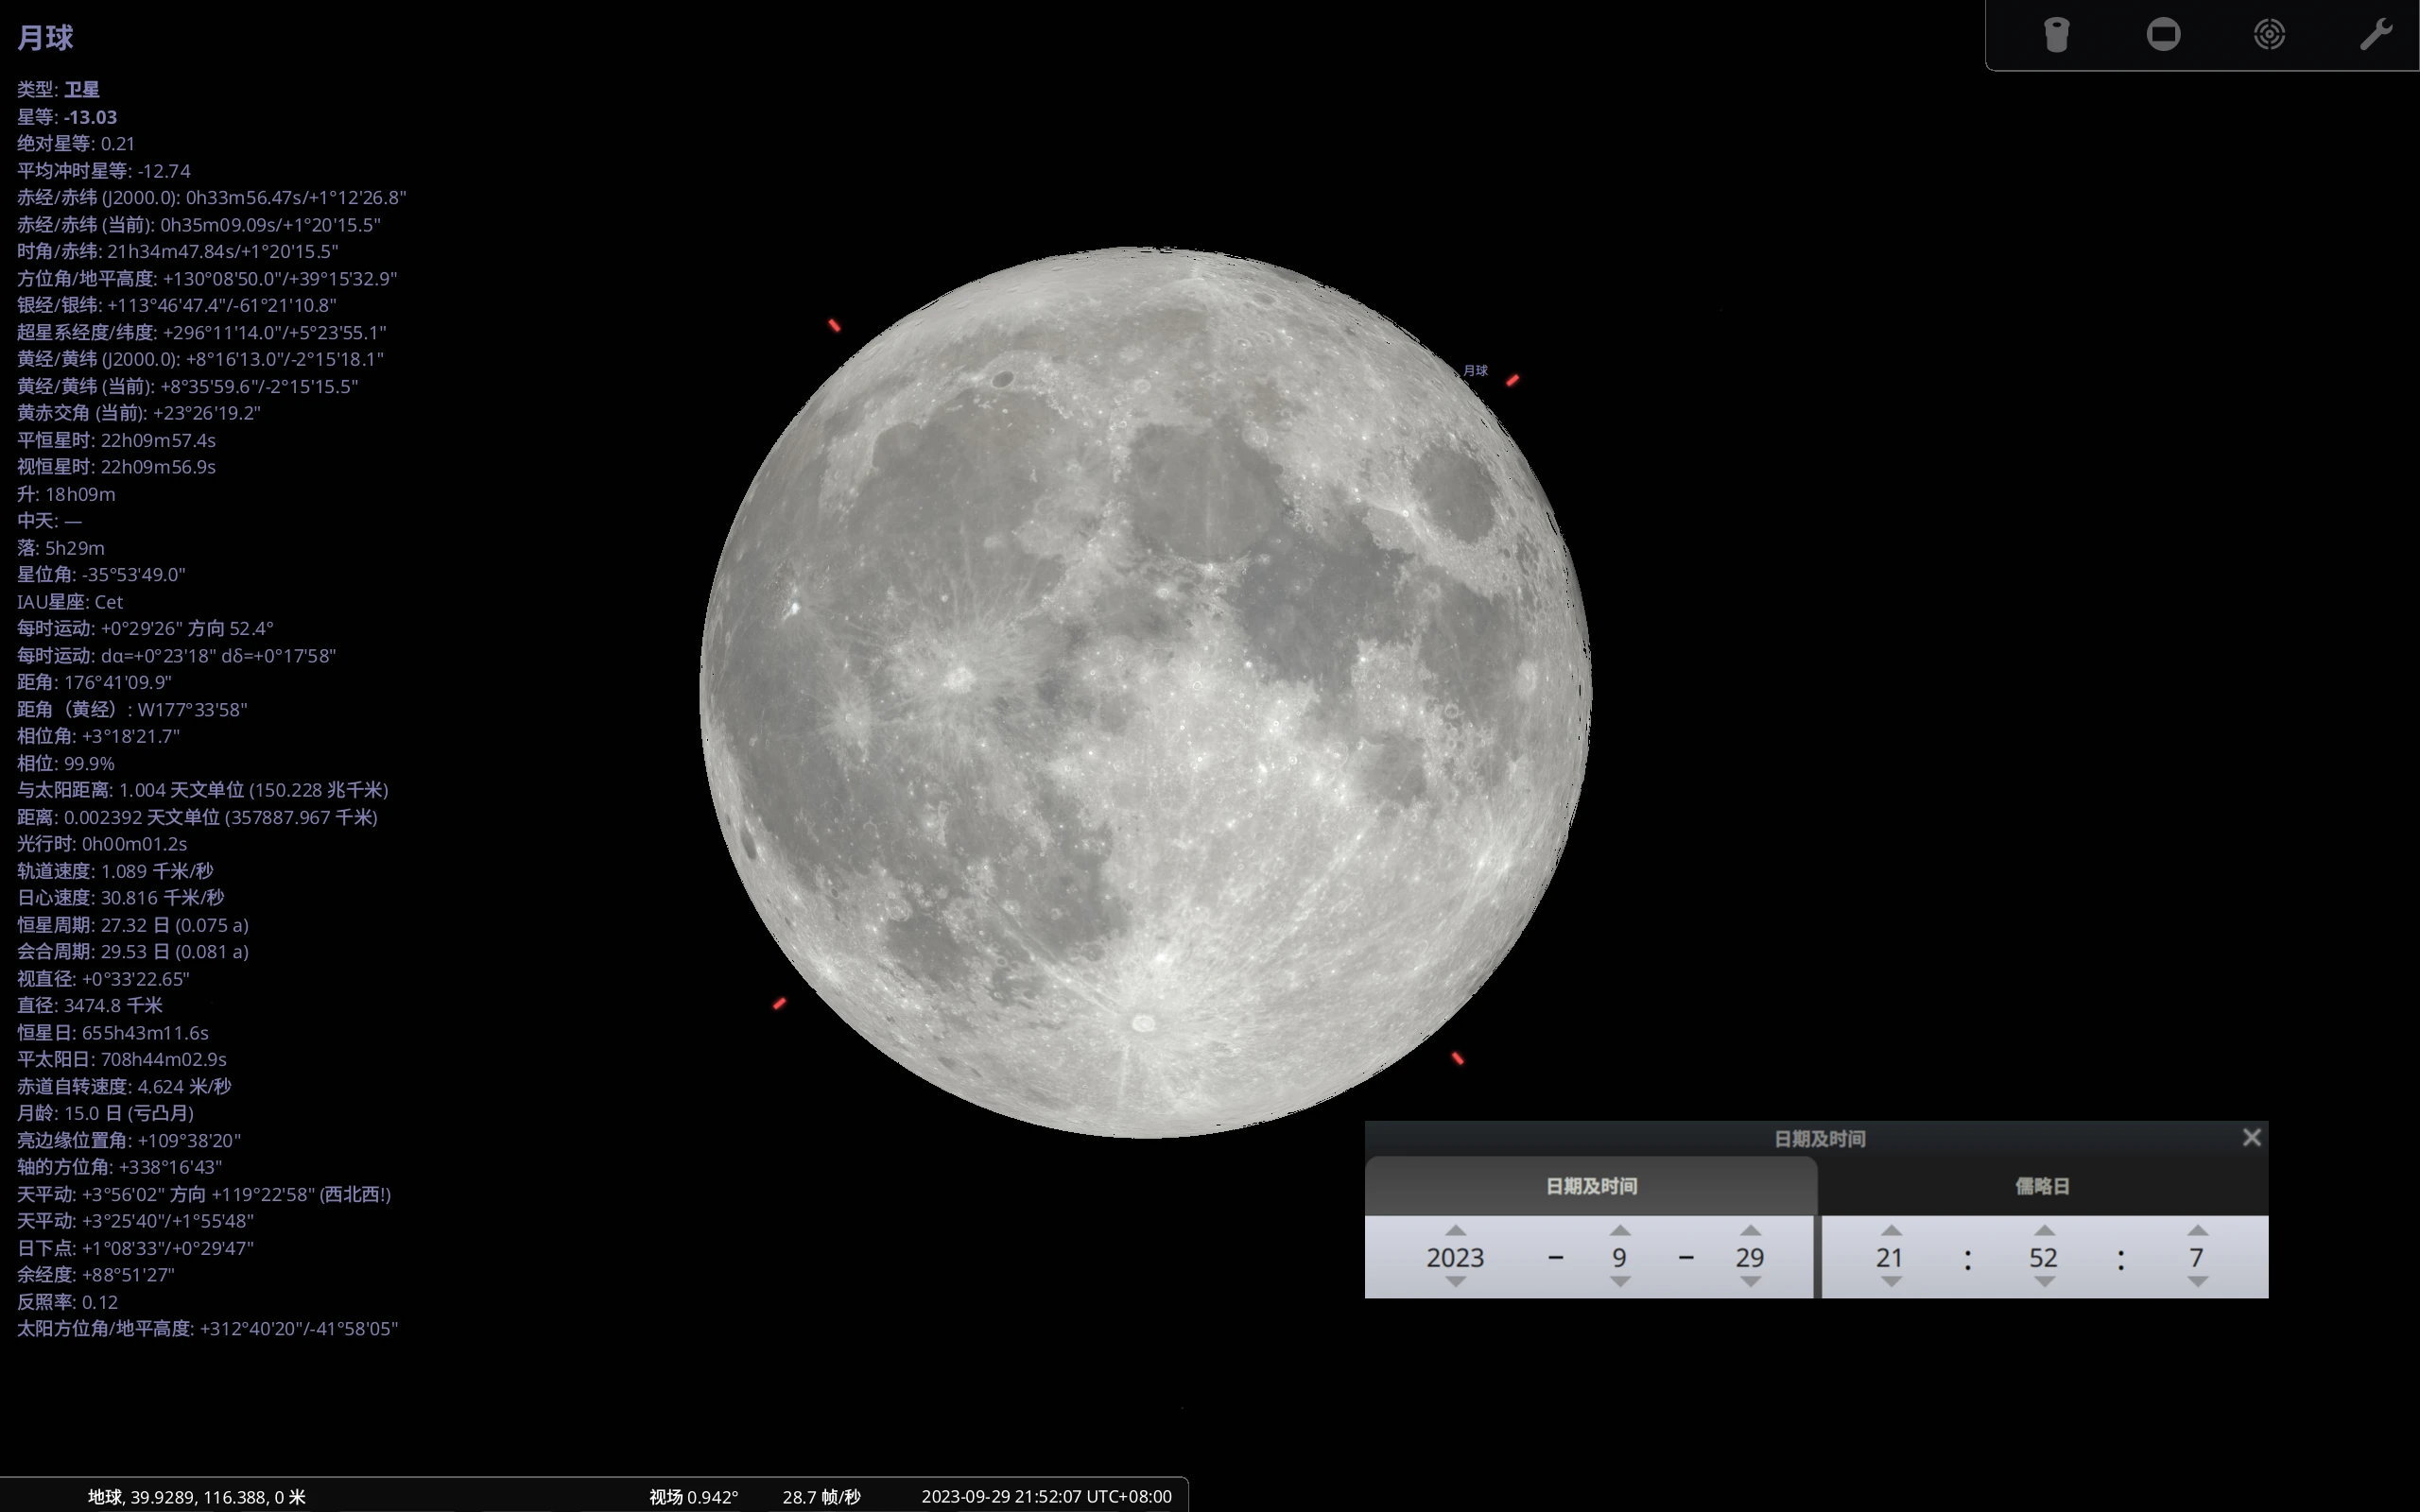 月球
类型: 卫星
星等: -13.03
绝对星等: 0.21
平均冲时星等: -12.74
赤经/赤纬 (J2000.0): 0h33m56.47s/+1°12'26.8"
赤经/赤纬 (当前): 0h35m09.09s/+1°20'15.5"
时角/赤纬: 21h34m47.84s/+1°20'15.5"
方位角/地平高度: +130°08'50.0"/+39°15'32.9"
银经/银纬: +113°46'47.4"/-61°21'10.8"
超星系经度/纬度: +296°11'14.0"/+5°23'55.1"
黄经/黄纬 (J2000.0): +8°16'13.0"/-2°15'18.1"
黄经/黄纬 (当前): +8°35'59.6"/-2°15'15.5"
黄赤交角 (当前): +23°26'19.2"
平恒星时: 22h09m57.4s
视恒星时: 22h09m56.9s
升: 18h09m
中天: —
落: 5h29m
星位角: -35°53'49.0"
IAU星座: Cet
每时运动: +0°29'26" 方向 52.4°
每时运动: dα=+0°23'18" dδ=+0°17'58"
距角: 176°41'09.9"
距角（黄经）: W177°33'58"
相位角: +3°18'21.7"
相位: 99.9%
与太阳距离: 1.004 天文单位 (150.228 兆千米)
距离: 0.002392 天文单位 (357887.967 千米)
光行时: 0h00m01.2s
轨道速度: 1.089 千米/秒
日心速度: 30.816 千米/秒
恒星周期: 27.32 日 (0.075 a)
会合周期: 29.53 日 (0.081 a)
视直径: +0°33'22.65"
直径: 3474.8 千米
恒星日: 655h43m11.6s
平太阳日: 708h44m02.9s
赤道自转速度: 4.624 米/秒
月龄: 15.0 日 (亏凸月)
亮边缘位置角: +109°38'20"
轴的方位角: +338°16'43"
天平动: +3°56'02" 方向 +119°22'58" (西北西!)
天平动: +3°25'40"/+1°55'48"
日下点: +1°08'33"/+0°29'47"
余经度: +88°51'27"
反照率: 0.12
太阳方位角/地平高度: +312°40'20"/-41°58'05"
月球
日期及时间
日期及时间 儒略日
2023 – 9 – 29 21 : 52 : 7
地球, 39.9289, 116.388, 0 米 视场 0.942° 28.7 帧/秒 2023-09-29 21:52:07 UTC+08:00